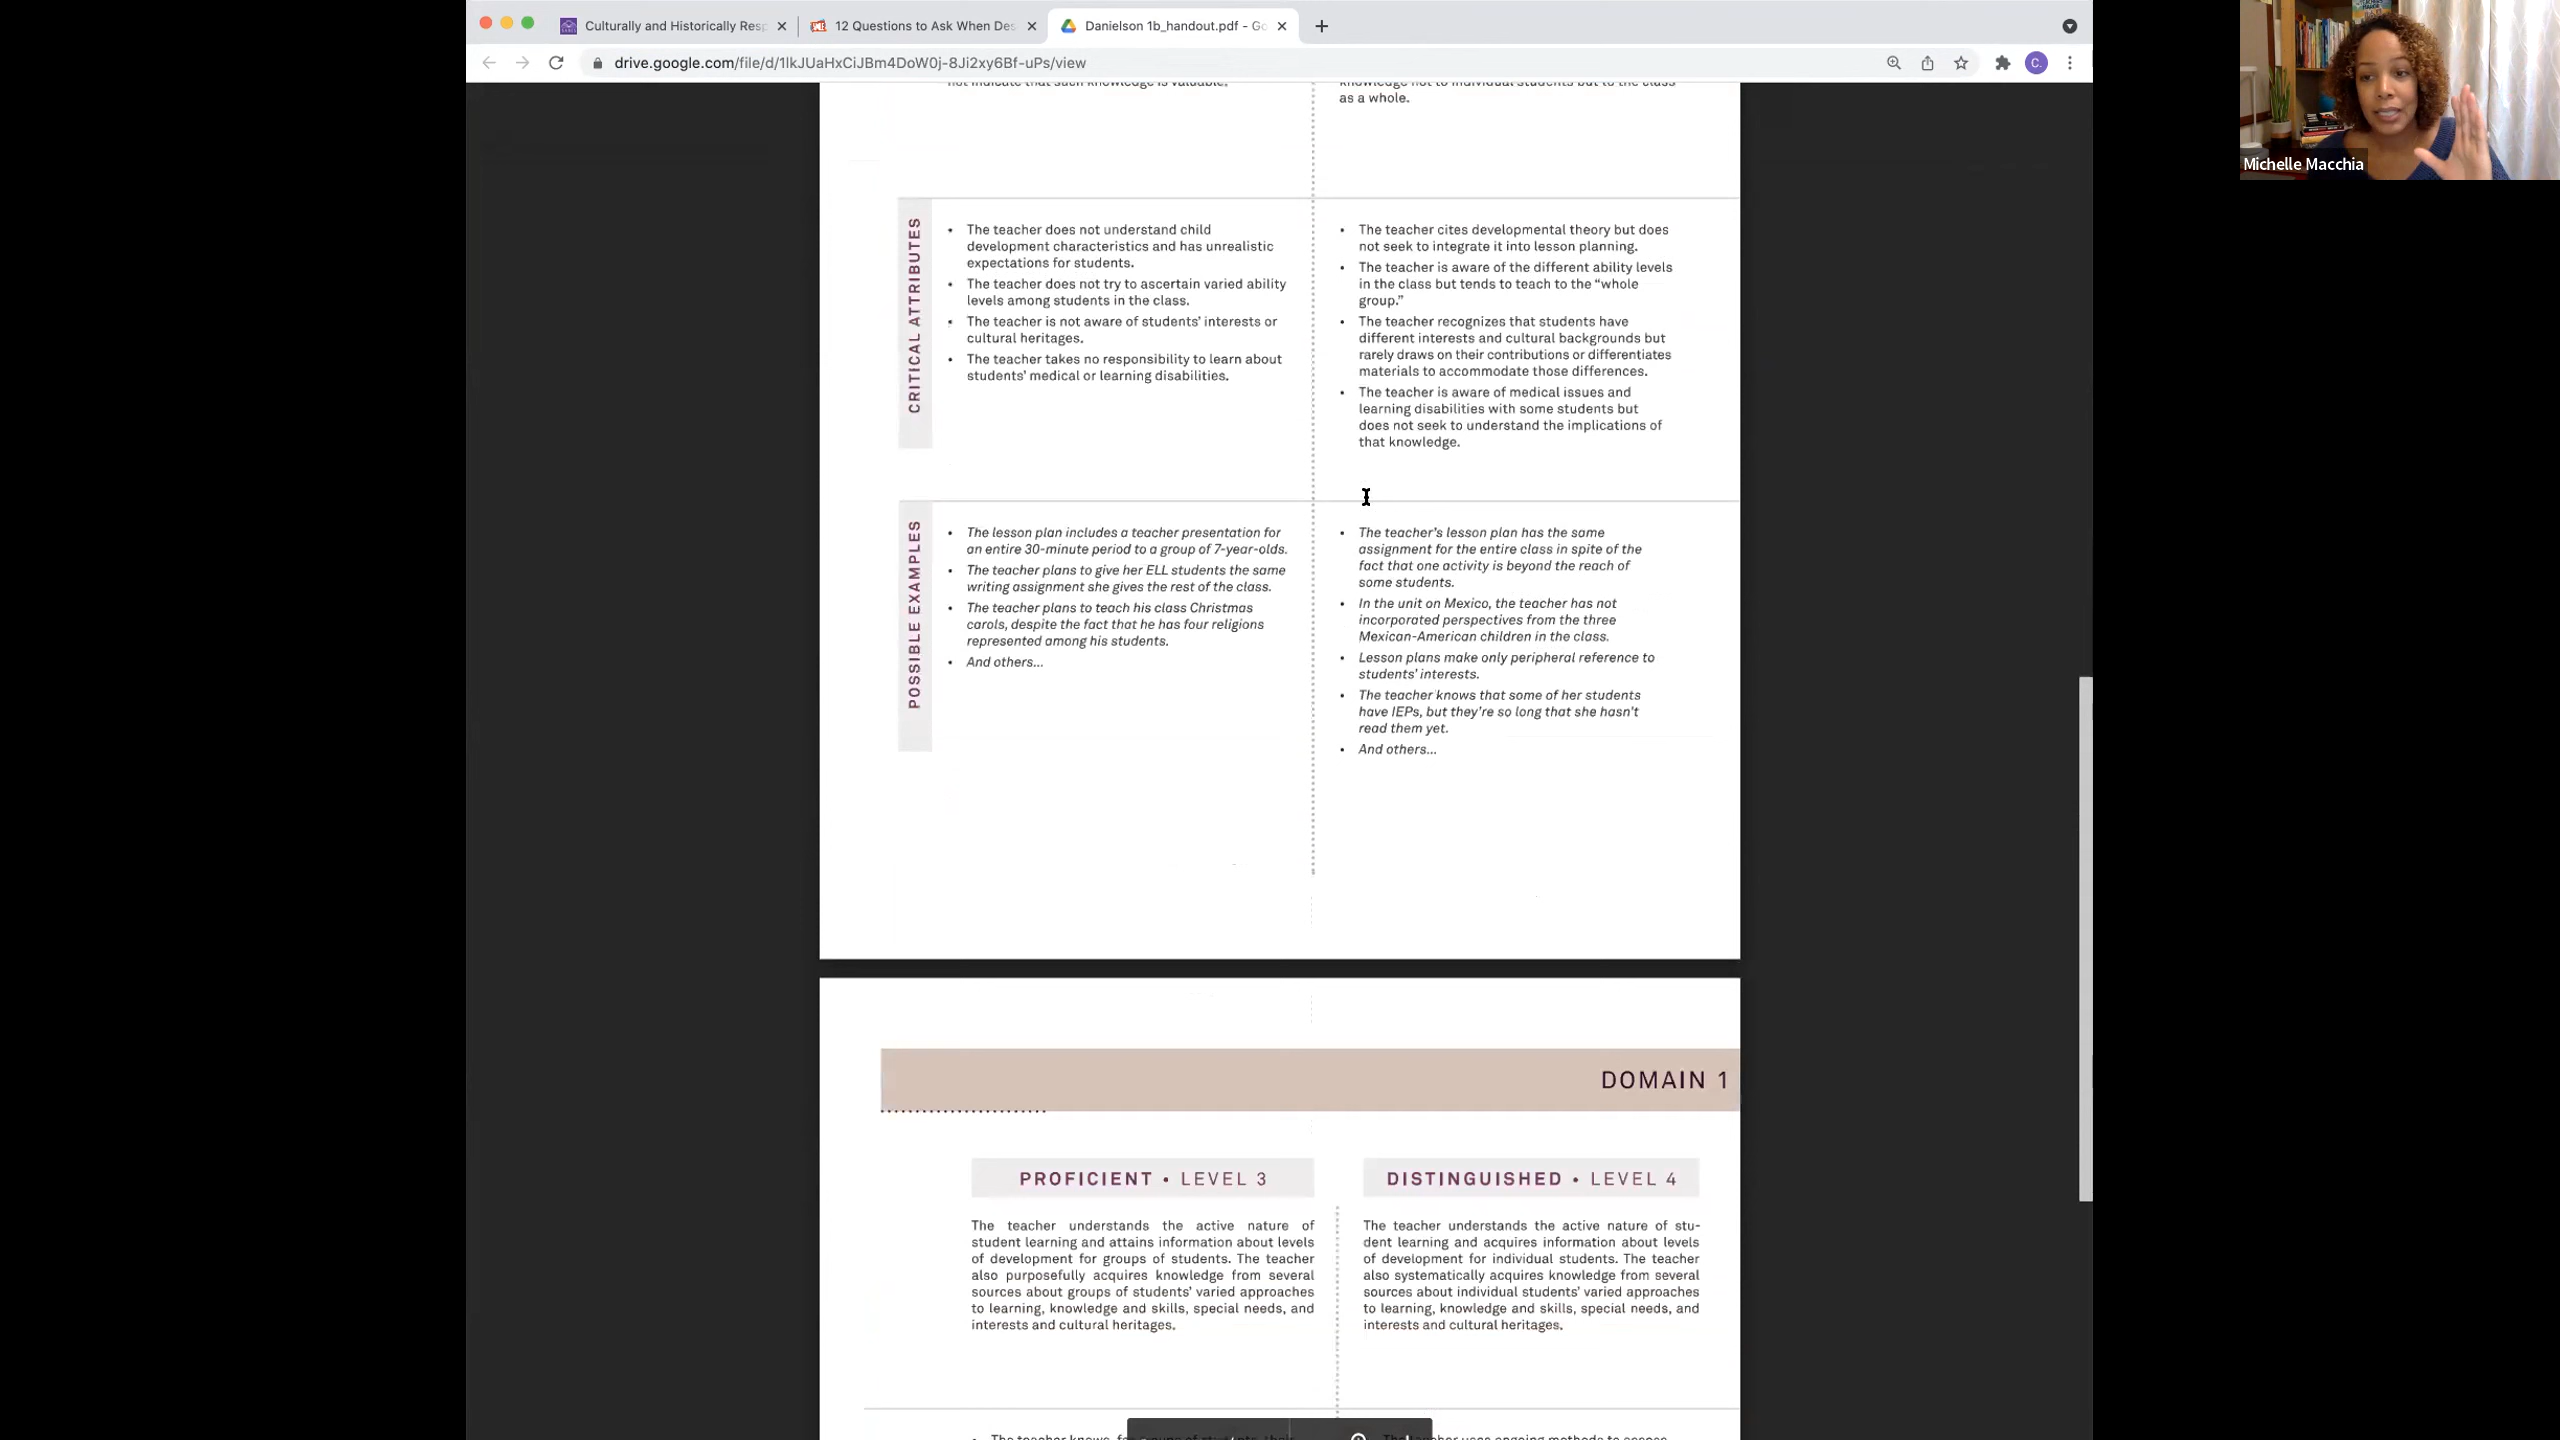 Culturally and Historically Resp
12 Questions to Ask When Des
Danielson 1b_handout.pdf - Go
drive.google.com/file/d/1lkJUaHxCiJBm4DoW0j-8Ji2xy6Bf-uPs/view
C.
Michelle Macchia
not indicate that such knowledge is valuable.
knowledge not to individual students but to the class
as a whole.
CRITICAL ATTRIBUTES
• The teacher does not understand child
development characteristics and has unrealistic
expectations for students.
• The teacher does not try to ascertain varied ability
levels among students in the class.
• The teacher is not aware of students' interests or
cultural heritages.
• The teacher takes no responsibility to learn about
students' medical or learning disabilities.
• The teacher cites developmental theory but does
not seek to integrate it into lesson planning.
• The teacher is aware of the different ability levels
in the class but tends to teach to the “whole
group.”
• The teacher recognizes that students have
different interests and cultural backgrounds but
rarely draws on their contributions or differentiates
materials to accommodate those differences.
• The teacher is aware of medical issues and
learning disabilities with some students but
does not seek to understand the implications of
that knowledge.
POSSIBLE EXAMPLES
• The lesson plan includes a teacher presentation for
an entire 30-minute period to a group of 7-year-olds.
• The teacher plans to give her ELL students the same
writing assignment she gives the rest of the class.
• The teacher plans to teach his class Christmas
carols, despite the fact that he has four religions
represented among his students.
• And others...
• The teacher's lesson plan has the same
assignment for the entire class in spite of the
fact that one activity is beyond the reach of
some students.
• In the unit on Mexico, the teacher has not
incorporated perspectives from the three
Mexican-American children in the class.
• Lesson plans make only peripheral reference to
students' interests.
• The teacher knows that some of her students
have IEPs, but they're so long that she hasn't
read them yet.
• And others...
DOMAIN 1
PROFICIENT • LEVEL 3
The teacher understands the active nature of
student learning and attains information about levels
of development for groups of students. The teacher
also purposefully acquires knowledge from several
sources about groups of students' varied approaches
to learning, knowledge and skills, special needs, and
interests and cultural heritages.
DISTINGUISHED • LEVEL 4
The teacher understands the active nature of stu-
dent learning and acquires information about levels
of development for individual students. The teacher
also systematically acquires knowledge from several
sources about individual students' varied approaches
to learning, knowledge and skills, special needs, and
interests and cultural heritages.